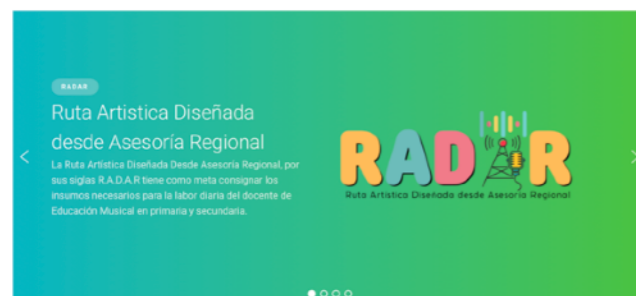 RADAR
Ruta Artistica Diseñada
desde Asesoría Regional
La Ruta Artística Diseñada Desde Asesoría Regional, por
sus siglas R.A.D.A.R tiene como meta consignar los
insumos necesarios para la labor diaria del docente de
Educación Musical en primaria y secundaria.
RADAR
Ruta Artística Diseñada desde Asesoría Regional